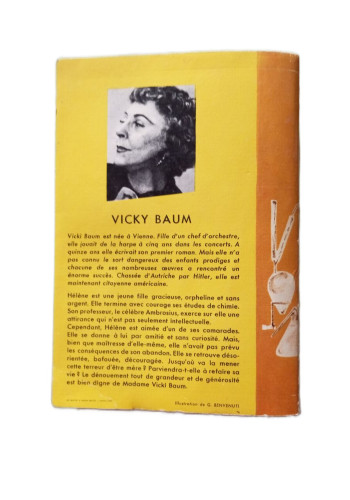 VICKY BAUM
Vicki Baum est née à Vienne. Fille d'un chef d'orchestre,
elle jouait de la harpe à cinq ans dans les concerts. A
quinze ans elle écrivait son premier roman. Mais elle n'a
pas connu le sort dangereux des enfants prodiges et
chacune de ses nombreuses œuvres a rencontré un
énorme succès. Chassée d'Autriche par Hitler, elle est
maintenant citoyenne américaine.
Hélène est une jeune fille gracieuse, orpheline et sans
argent. Elle termine avec courage ses études de chimie.
Son professeur, le célèbre Ambrosius, exerce sur elle une
attirance qui n'est pas seulement intellectuelle.
Cependant, Hélène est aimée d'un de ses camarades.
Elle se donne à lui par amitié et sans curiosité. Mais,
bien que maîtresse d'elle-même, elle n'avait pas prévu
les conséquences de son abandon. Elle se retrouve déso-
rientée, bafouée, découragée. Jusqu'où va la mener
cette terreur d'être mère ? Parviendra-t-elle à refaire sa
vie ? Le dénouement tout de grandeur et de générosité
est bien digne de Madame Vicki Baum.
Illustration de G. BENVENUTI